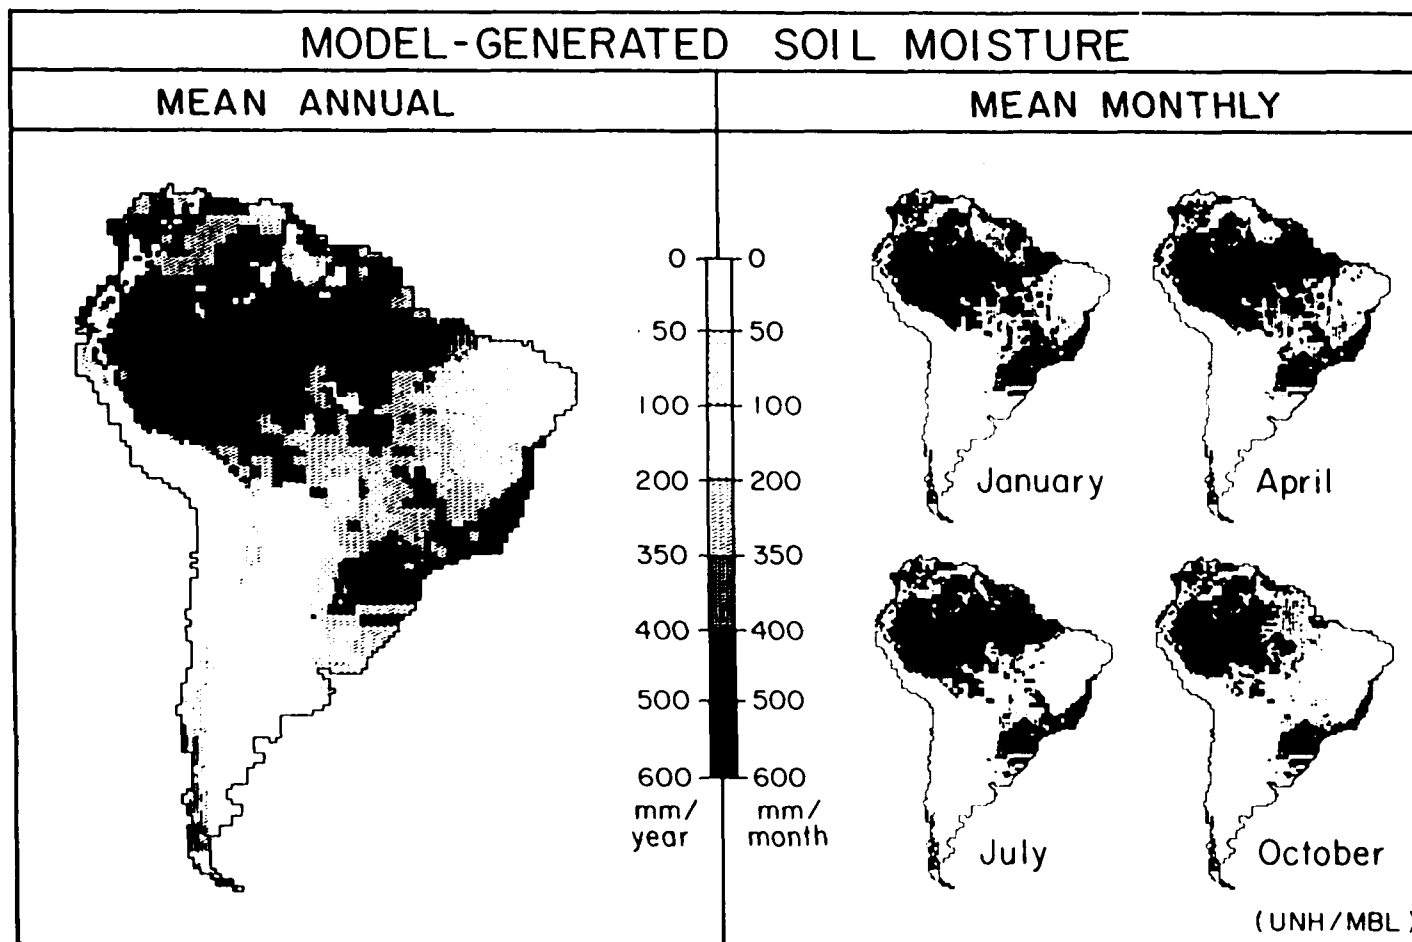 MODEL-GENERATED SOIL MOISTURE
MEAN ANNUAL
MEAN MONTHLY
0 0
50 50
100 100
200 200
350 350
400 400
500 500
600 600
mm/ year
mm/ month
January
April
July
October
(UNH/MBL)